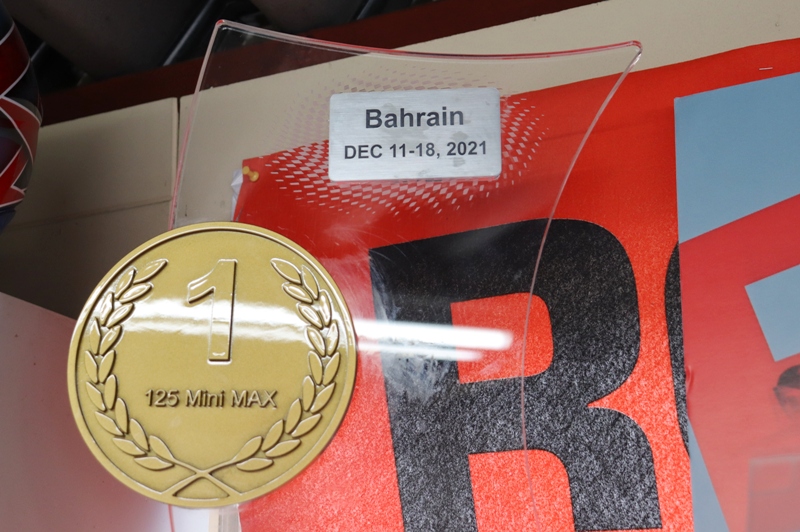 Bahrain
DEC 11-18, 2021
1
125 Mini MAX
R